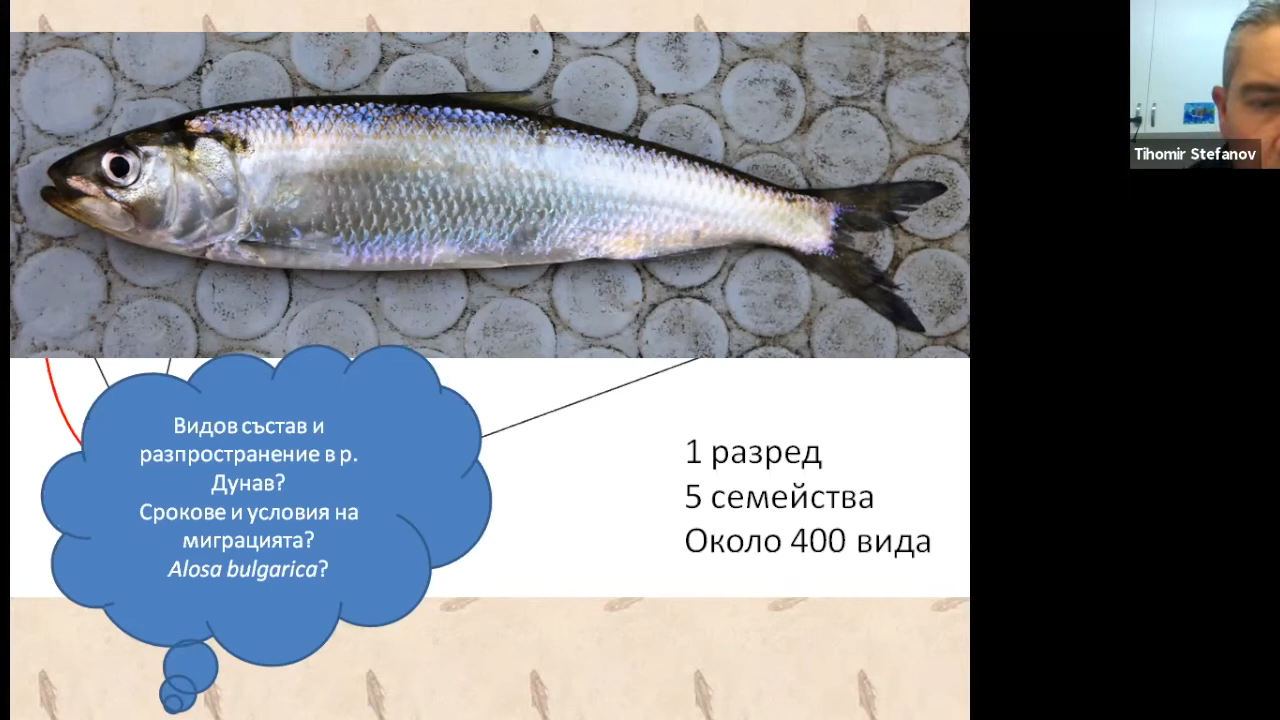 Tihomir Stefanov
Видов състав и
разпространение в р.
Дунав?
Срокове и условия на
миграцията?
Alosa bulgarica?
1 разред
5 семейства
Около 400 вида